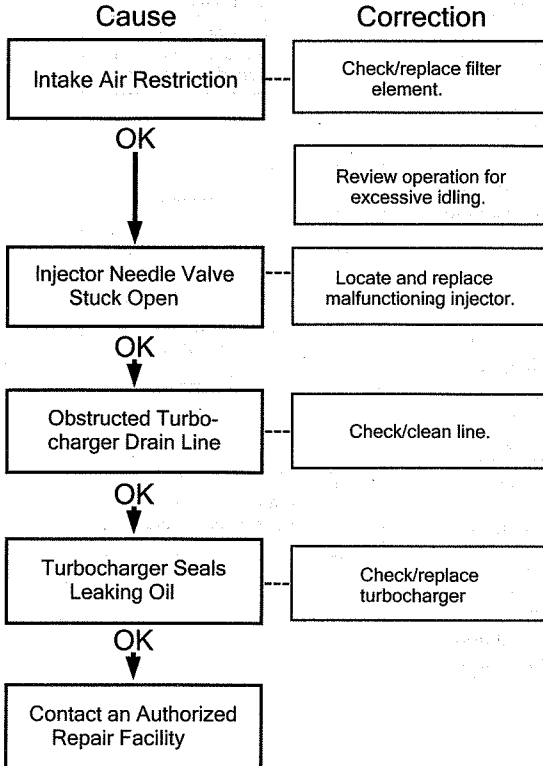 Cause
Correction
Intake Air Restriction
Check/replace filter
element.
OK
Review operation for
excessive idling.
Injector Needle Valve
Stuck Open
Locate and replace
malfunctioning injector.
OK
Obstructed Turbo-
charger Drain Line
Check/clean line.
OK
Turbocharger Seals
Leaking Oil
Check/replace
turbocharger
OK
Contact an Authorized
Repair Facility